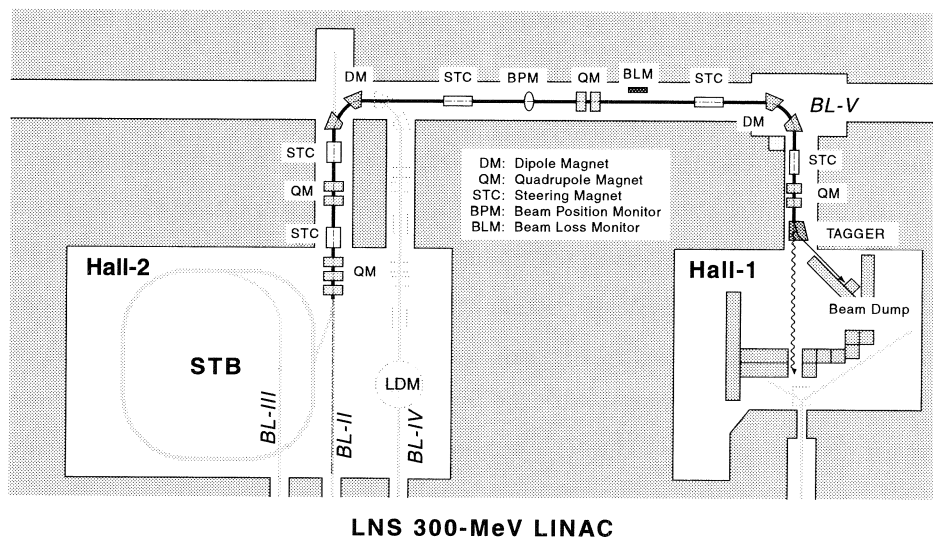 DM
STC
BPM
QM
BLM
STC
BL-V
DM
STC
STC
QM
QM
STC
DM: Dipole Magnet
QM: Quadrupole Magnet
STC: Steering Magnet
BPM: Beam Position Monitor
BLM: Beam Loss Monitor
TAGGER
Hall-2
QM
Hall-1
Beam Dump
STB
LDM
BL-III
BL-II
BL-IV
LNS 300-MeV LINAC